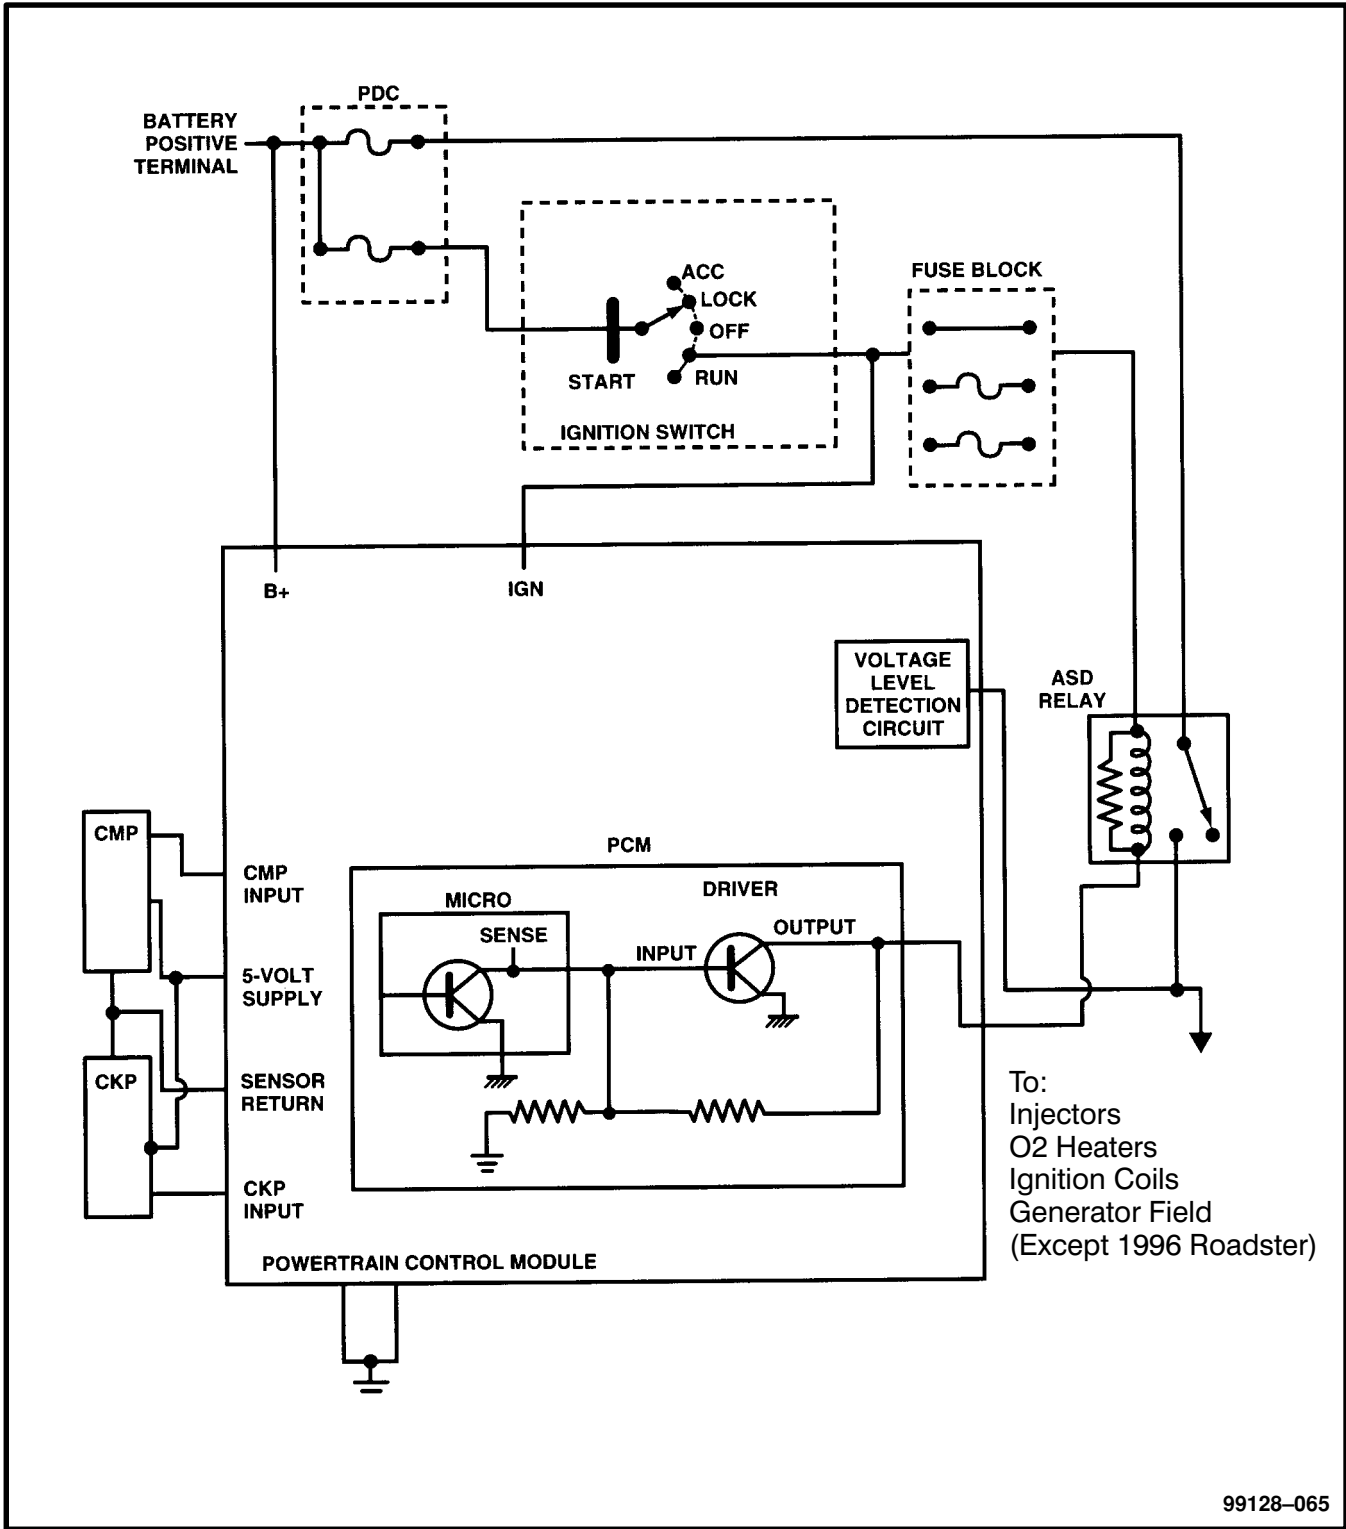 PDC
BATTERY
POSITIVE
TERMINAL
ACC
LOCK
OFF
RUN
START
IGNITION SWITCH
FUSE BLOCK
B+
IGN
VOLTAGE
LEVEL
DETECTION
CIRCUIT
ASD
RELAY
CMP
CMP
INPUT
PCM
MICRO
SENSE
DRIVER
INPUT
OUTPUT
5-VOLT
SUPPLY
CKP
SENSOR
RETURN
CKP
INPUT
To:
Injectors
O2 Heaters
Ignition Coils
Generator Field
(Except 1996 Roadster)
POWERTRAIN CONTROL MODULE
99128–065